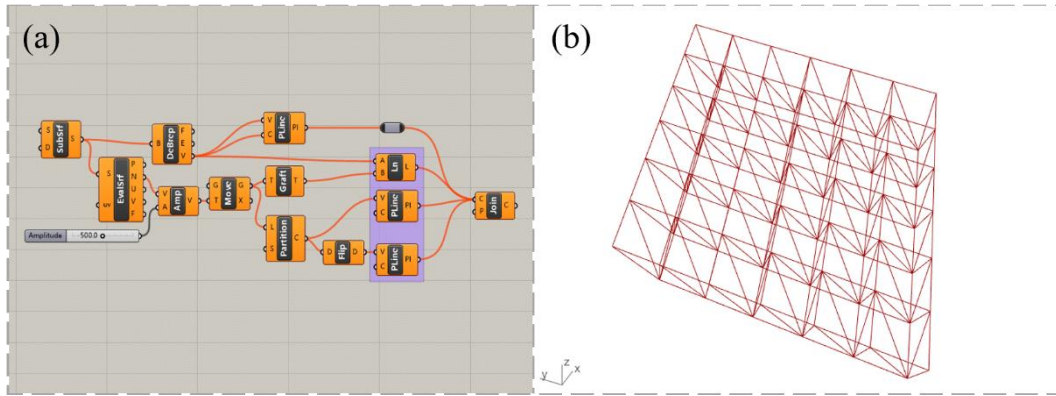 (a)
(b)
S
D
SubSrf
S
B
DeBrep
F
E
V
V
C
PLine
Pl
S
uv
EvalSrf
P
N
U
V
F
V
A
Amp
V
G
T
Move
G
X
T
Graft
T
A
B
Ln
L
V
C
PLine
Pl
L
S
Partition
C
D
Flip
D
V
C
PLine
Pl
C
P
Join
C
Amplitude 500.0
z
y
x